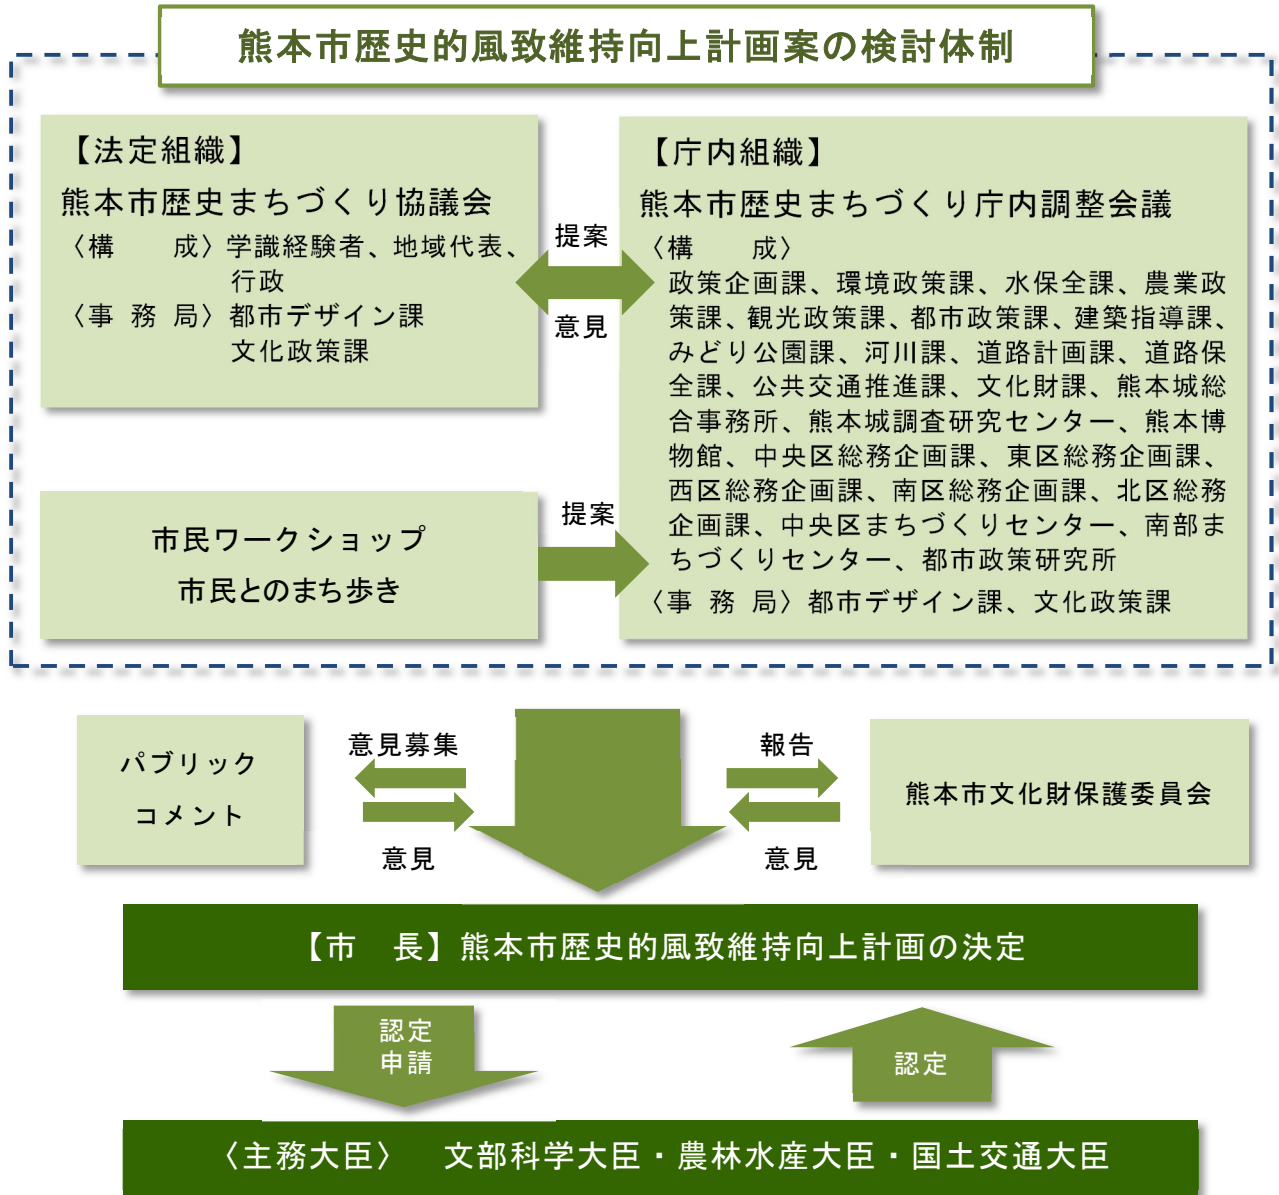 熊本市歴史的風致維持向上計画案の検討体制
【法定組織】
熊本市歴史まちづくり協議会
〈構　　成〉学識経験者、地域代表、
行政
〈事 務 局〉都市デザイン課
文化政策課
提案
意見
【庁内組織】
熊本市歴史まちづくり庁内調整会議
〈構　　成〉
政策企画課、環境政策課、水保全課、農業政
策課、観光政策課、都市政策課、建築指導課、
みどり公園課、河川課、道路計画課、道路保
全課、公共交通推進課、文化財課、熊本城総
合事務所、熊本城調査研究センター、熊本博
物館、中央区総務企画課、東区総務企画課、
西区総務企画課、南区総務企画課、北区総務
企画課、中央区まちづくりセンター、南部ま
ちづくりセンター、都市政策研究所
〈事 務 局〉都市デザイン課、文化政策課
市民ワークショップ
市民とのまち歩き
提案
パブリック
コメント
意見募集
意見
報告
意見
熊本市文化財保護委員会
【市　長】熊本市歴史的風致維持向上計画の決定
認定
申請
認定
〈主務大臣〉　文部科学大臣・農林水産大臣・国土交通大臣